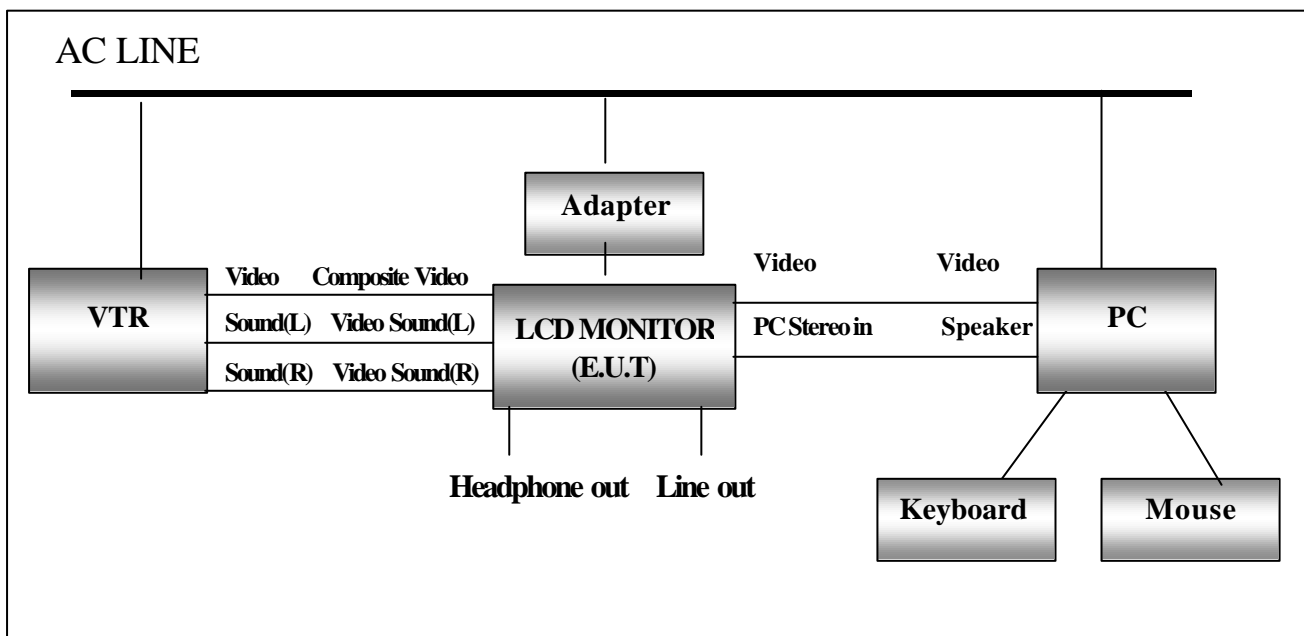 AC LINE
Adapter
Video Composite Video
Video Video
VTR
Sound(L) Video Sound(L)
LCD MONITOR
(E.U.T)
PC Stereo in Speaker
PC
Sound(R) Video Sound(R)
Headphone out Line out
Keyboard
Mouse